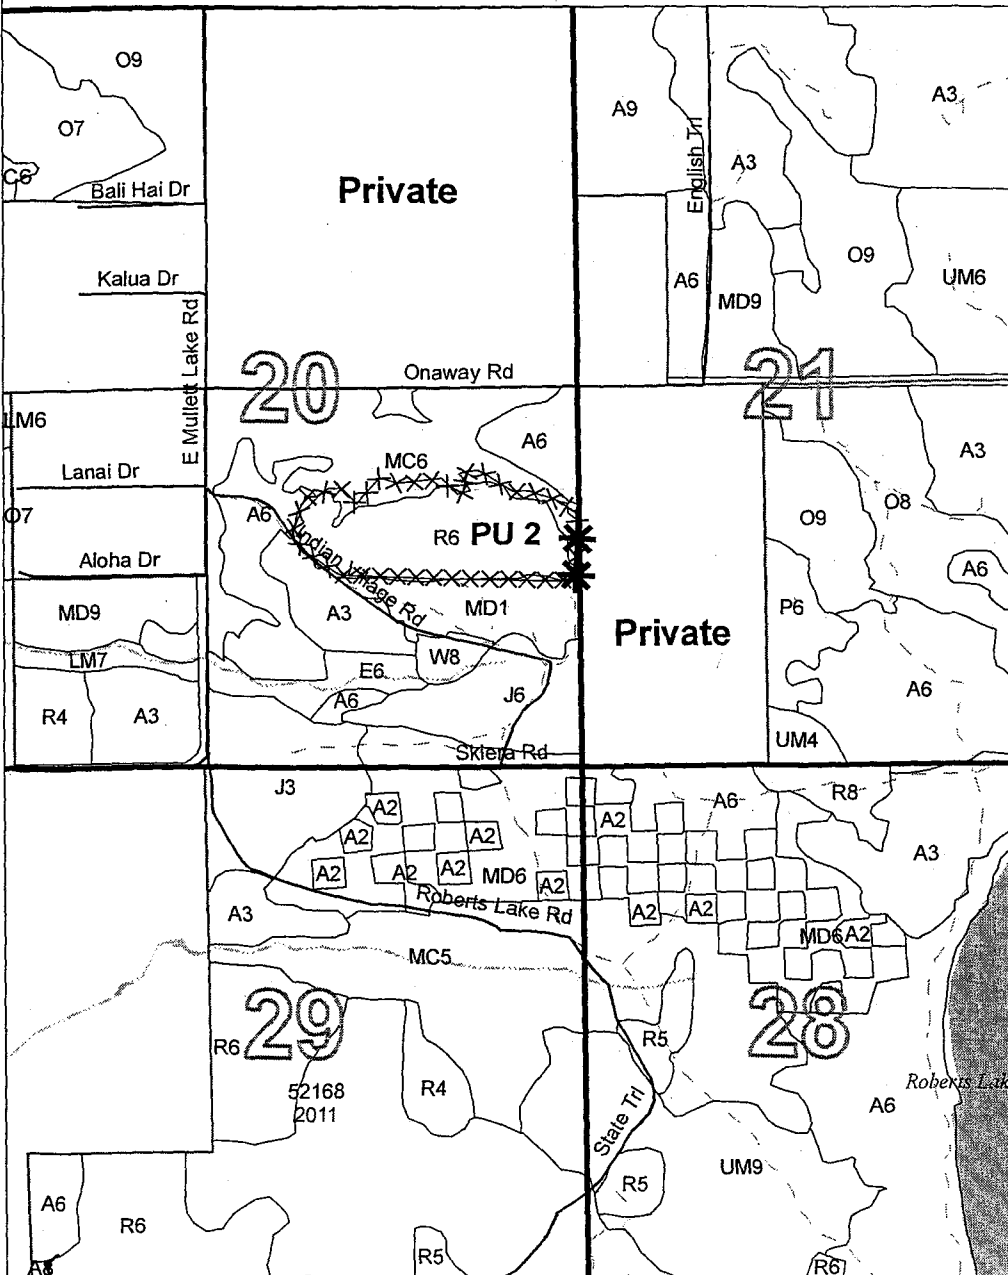 O9
A9
A3
O7
English Trl
A3
C6
Bali Hai Dr
Private
O9
Kalua Dr
A6
UM6
MD9
E Mullett Lake Rd
20
Onaway Rd
21
LM6
A6
A3
Lanai Dr
MC6
O8
O7
A6
R6
PU 2
O9
Indian Village Rd
Aloha Dr
A6
MD9
A3
MD1
P6
Private
LM7
W8
E6
A6
J6
A6
R4
A3
UM4
Skiera Rd
J3
A6
R8
A2
A2
A2
A2
A3
A2
A2
A2
MD6
A2
Roberts Lake Rd
A3
A2
A2
MD6
A2
MC5
29
28
R6
R5
52168
2011
R4
Roberts Lak
A6
State Trl
UM9
R5
A6
R6
R5
R6